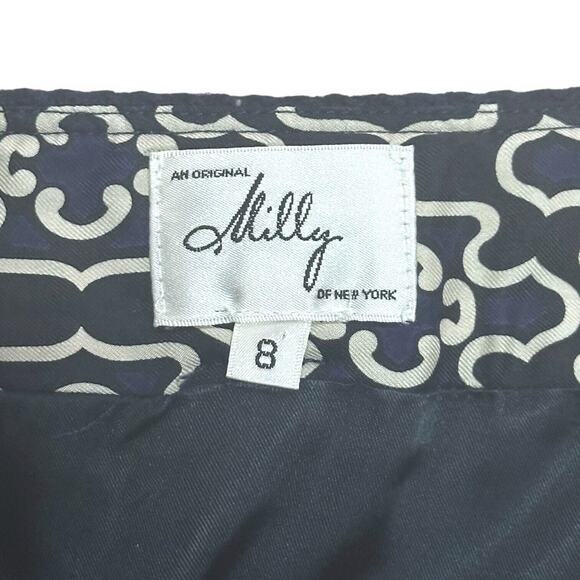 AN ORIGINAL
Milly
OF NEW YORK
8